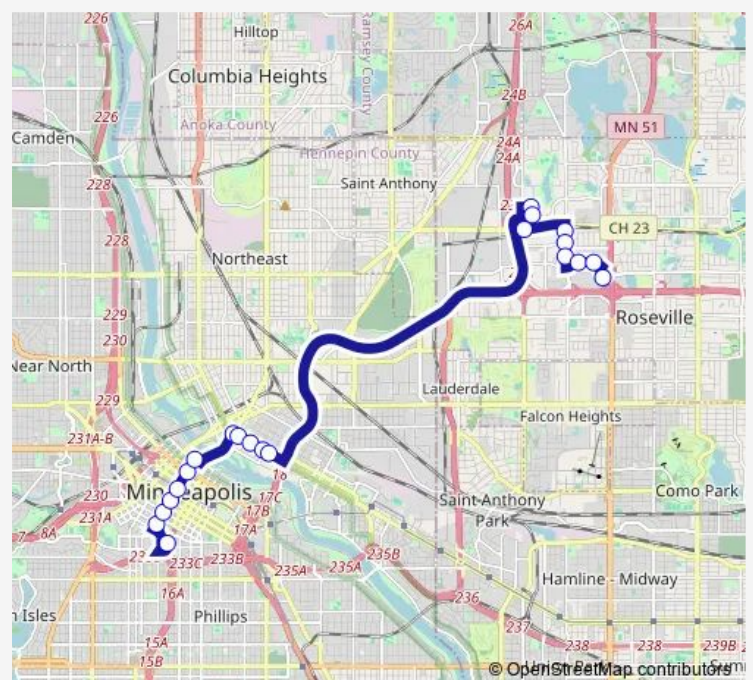 226
26A
Hilltop
Ramsey County
Columbia Heights
24B
226
Anoka County
MN 51
Camden
24A
Hennepin County
24A
228
Saint Anthony
CH 23
228
Northeast
229
230
Roseville
Near North
Lauderdale
229
Falcon Heights
231A-B
16
Como Park
230
Minneapolis
17C
Saint Anthony
231A
17B
Park
7
8A
17A
23
233C
233B
235A
235A
235B
Hamline - Midway
16A
236
Isles
Phillips
237
15A
238
238
239B
15B
© OpenStreetMap contributors